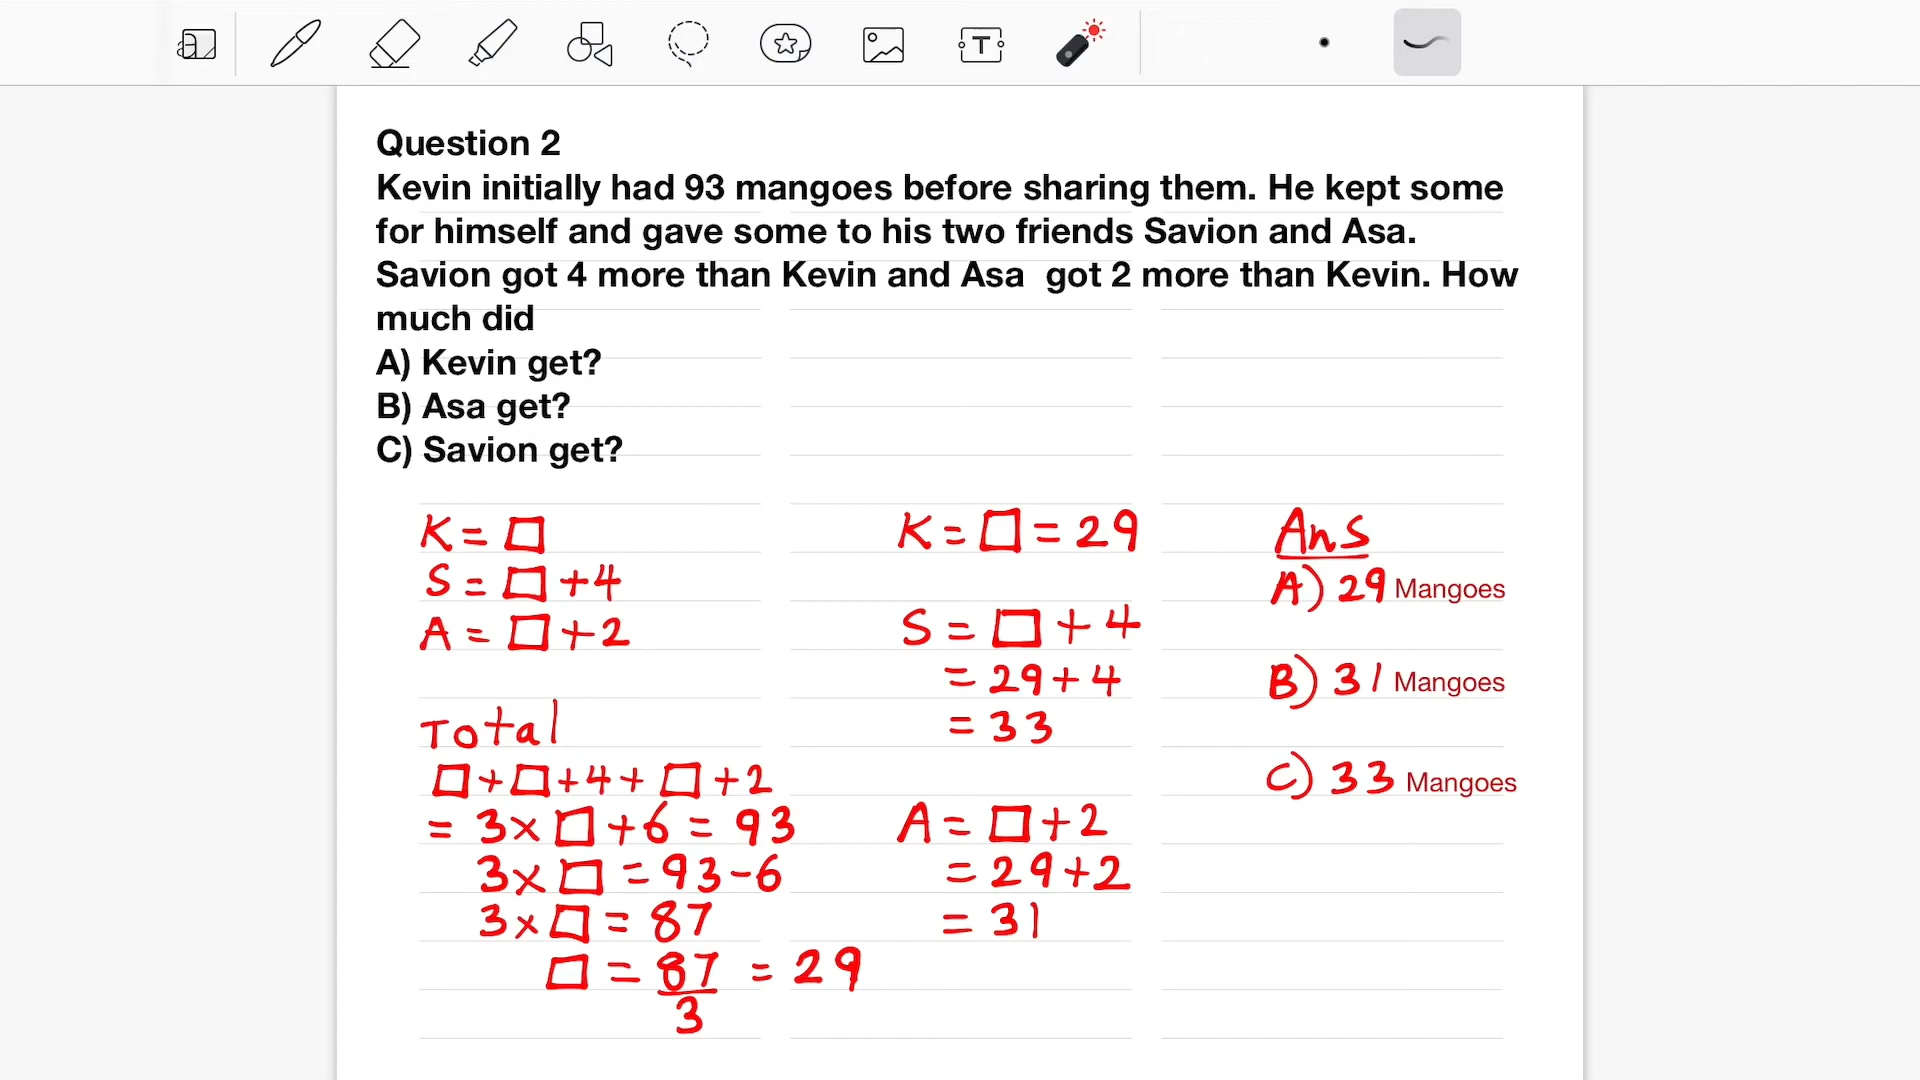 Question 2
Kevin initially had 93 mangoes before sharing them. He kept some
for himself and gave some to his two friends Savion and Asa.
Savion got 4 more than Kevin and Asa  got 2 more than Kevin. How
much did
A) Kevin get?
B) Asa get?
C) Savion get?
K = □
S = □ + 4
A = □ + 2
Total
□ + □ + 4 + □ + 2
= 3 × □ + 6 = 93
3 × □ = 93 - 6
3 × □ = 87
□ = 87/3 = 29
K = □ = 29
S = □ + 4
= 29 + 4
= 33
A = □ + 2
= 29 + 2
= 31
Ans
A) 29 Mangoes
B) 31 Mangoes
C) 33 Mangoes